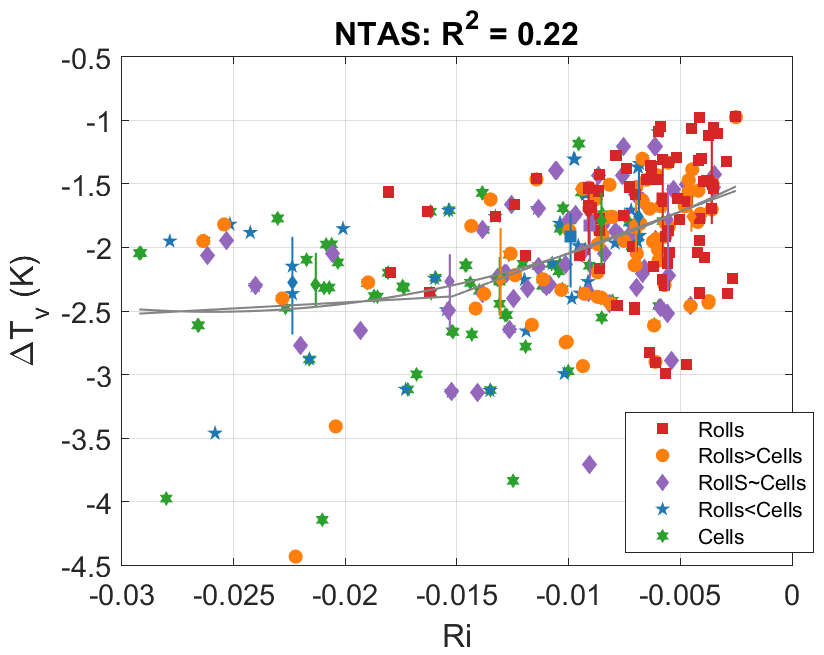 NTAS: R² = 0.22
-0.5
-1
-1.5
-2
-2.5
-3
-3.5
-4
-4.5
ΔTᵥ (K)
Rolls
Rolls>Cells
RollS~Cells
Rolls<Cells
Cells
-0.03 -0.025 -0.02 -0.015 -0.01 -0.005 0
Ri